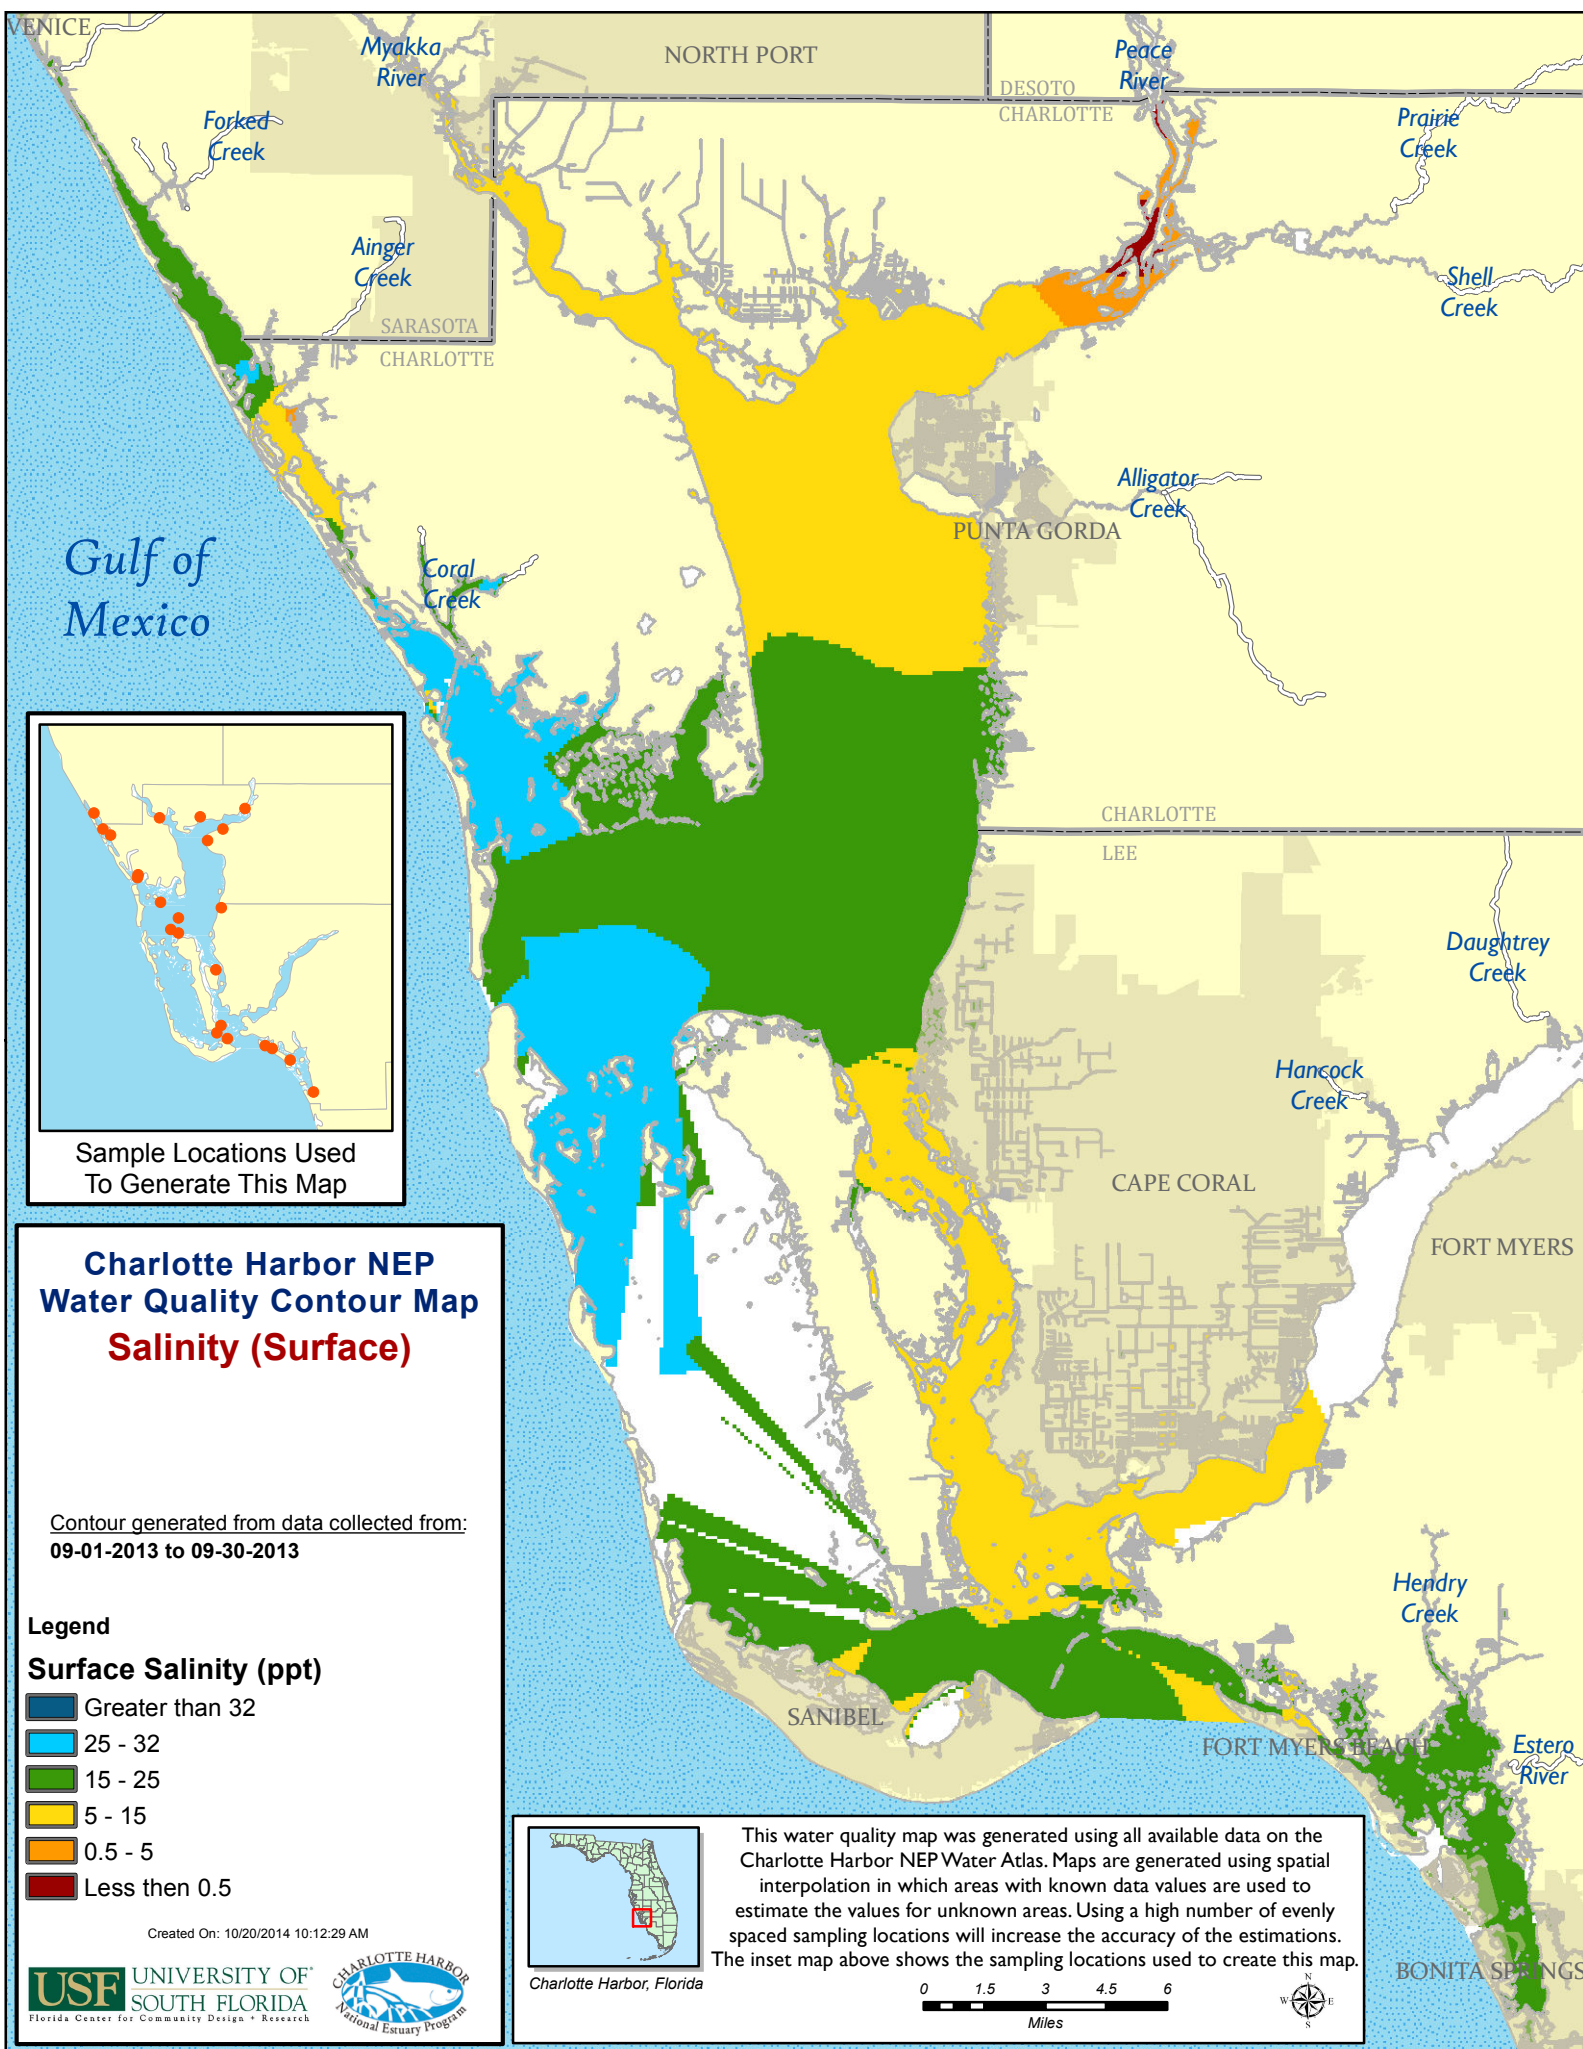 VENICE
Myakka
River
NORTH PORT
Peace
River
DESOTO
CHARLOTTE
Forked
Creek
Prairie
Creek
Ainger
Creek
Shell
Creek
SARASOTA
CHARLOTTE
Alligator
Creek
PUNTA GORDA
Gulf of
Mexico
Coral
Creek
CHARLOTTE
LEE
Daughtrey
Creek
Hancock
Creek
CAPE CORAL
FORT MYERS
Sample Locations Used
To Generate This Map
Charlotte Harbor NEP
Water Quality Contour Map
Salinity (Surface)
Contour generated from data collected from:
09-01-2013 to 09-30-2013
Hendry
Creek
SANIBEL
FORT MYERS BEACH
Estero
River
BONITA SPRINGS
Legend
Surface Salinity (ppt)
Greater than 32
25 - 32
15 - 25
5 - 15
0.5 - 5
Less then 0.5
Created On: 10/20/2014 10:12:29 AM
USF UNIVERSITY OF
SOUTH FLORIDA
Florida Center for Community Design + Research
CHARLOTTE HARBOR
National Estuary Program
Charlotte Harbor, Florida
This water quality map was generated using all available data on the
Charlotte Harbor NEP Water Atlas. Maps are generated using spatial
interpolation in which areas with known data values are used to
estimate the values for unknown areas. Using a high number of evenly
spaced sampling locations will increase the accuracy of the estimations.
The inset map above shows the sampling locations used to create this map.
0 1.5 3 4.5 6
Miles
N
W E
S